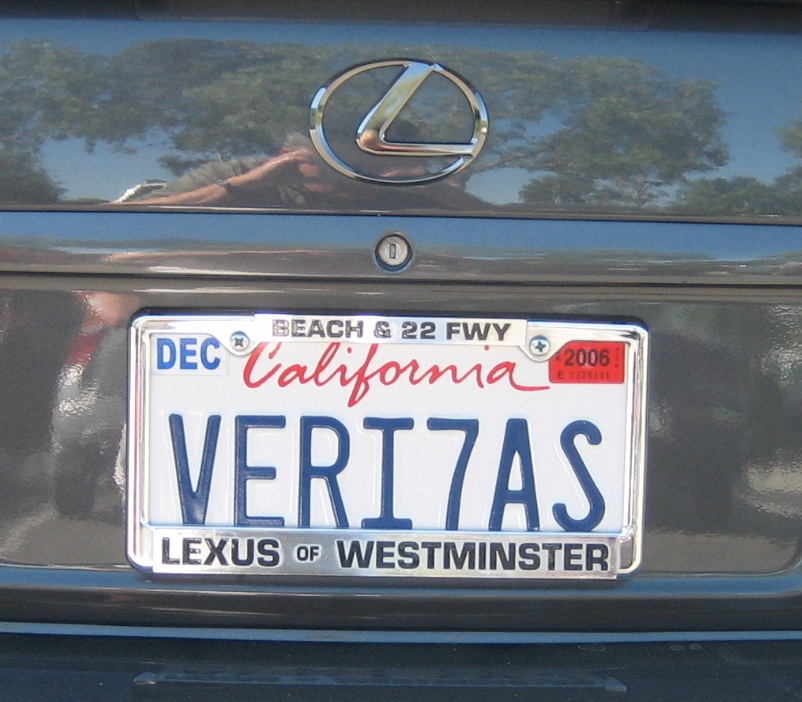 BEACH & 22 FWY
DEC California 2006
VERI7AS
LEXUS OF WESTMINSTER